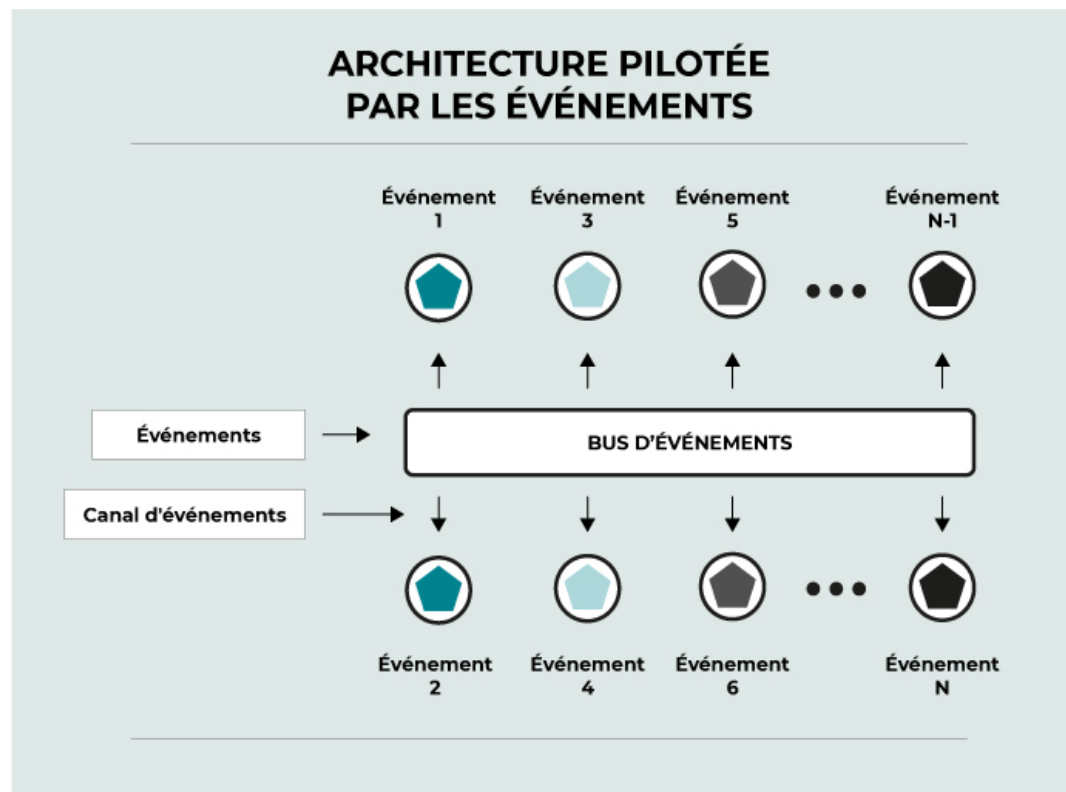 ARCHITECTURE PILOTÉE
PAR LES ÉVÉNEMENTS
Événement
1
Événement
3
Événement
5
Événement
N-1
Événements
BUS D’ÉVÉNEMENTS
Canal d'événements
Événement
2
Événement
4
Événement
6
Événement
N